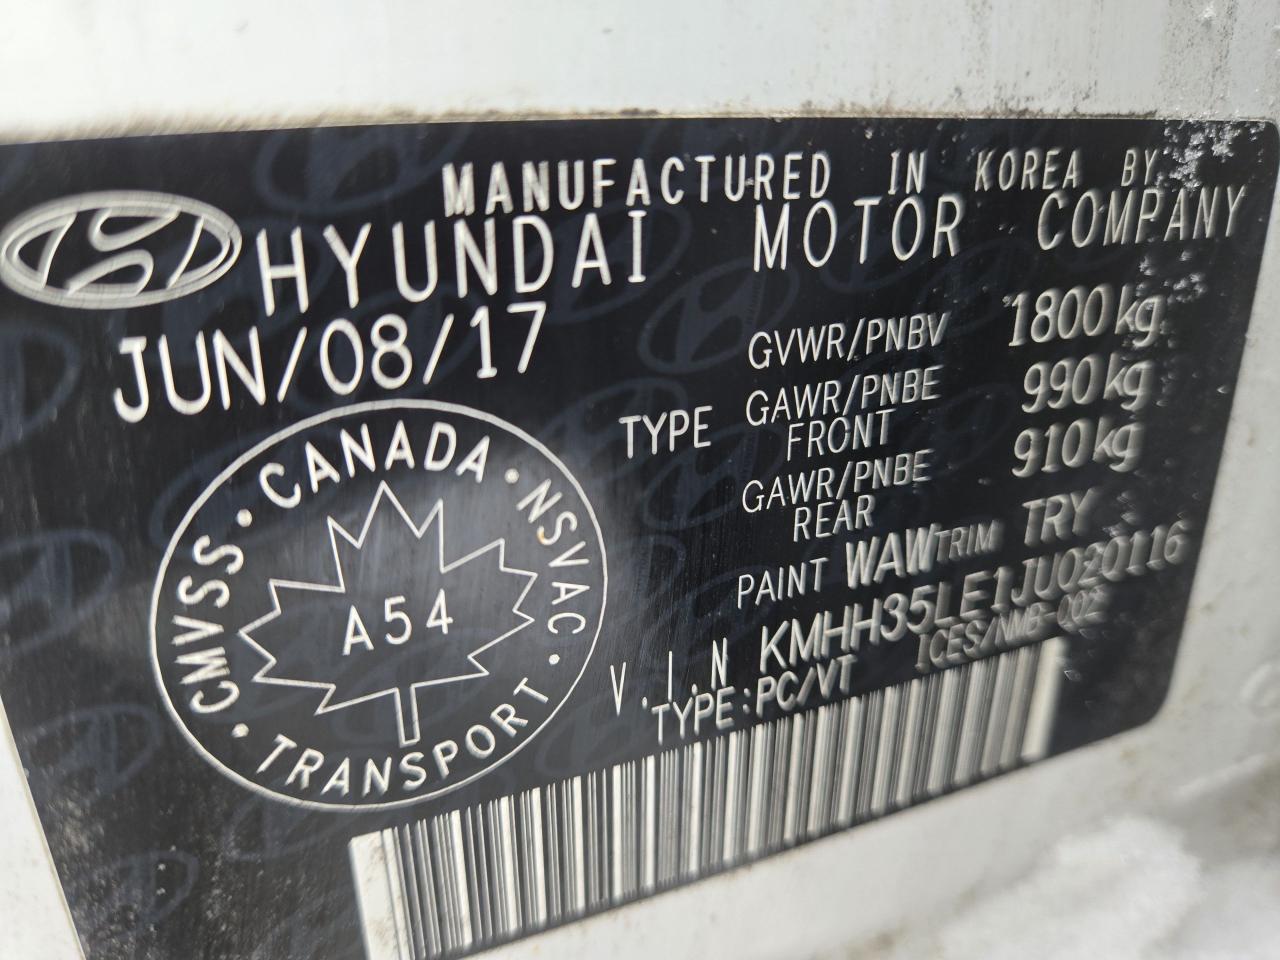 MANUFACTURED IN KOREA BY
HYUNDAI MOTOR COMPANY
JUN/08/17
GVWR/PNBV 1800kg
TYPE GAWR/PNBE FRONT 990kg
GAWR/PNBE REAR 910kg
PAINT WAW TRIM TRY
V.I.N KMHH35LE1JU020116
TYPE:PC/VT ICES/NMB-002
CANADA · NSVAC · TRANSPORT · CMVSS ·
A54